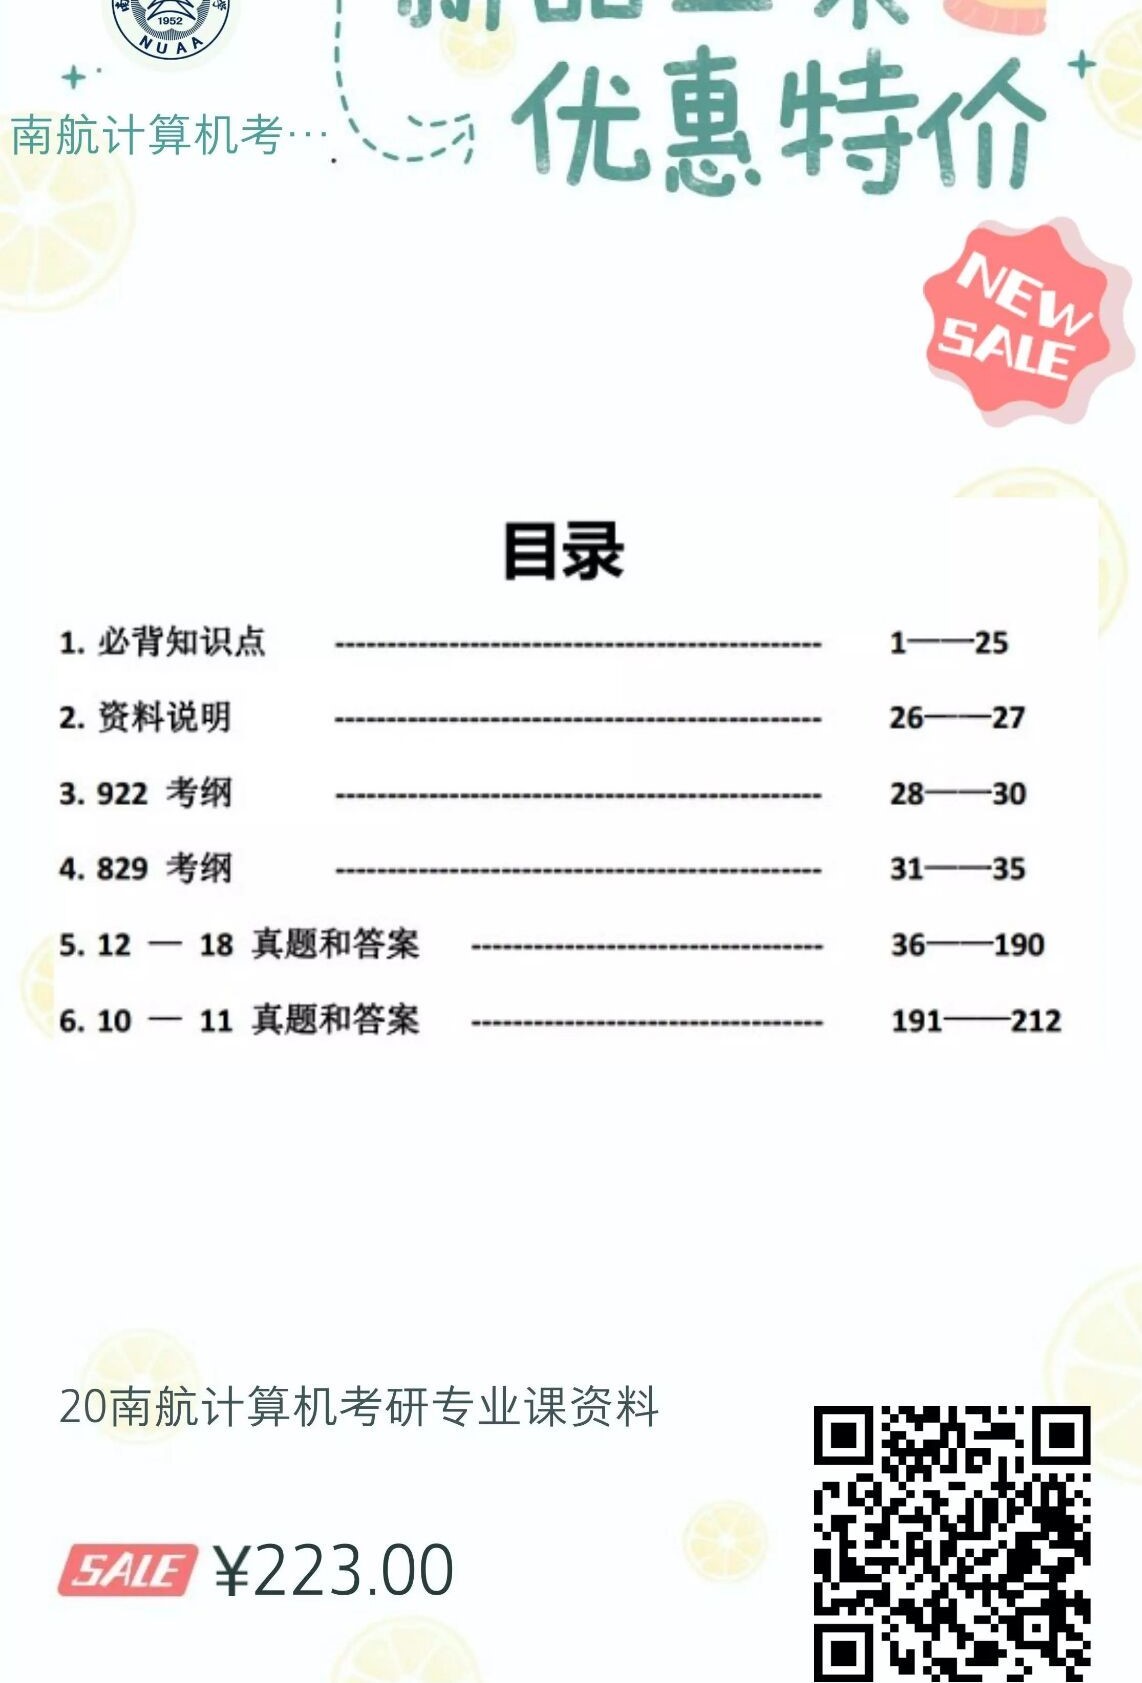 1952
NUAA
新品上架
优惠特价
南航计算机考…
NEW
SALE
目录
1. 必背知识点 ------------------------------------------------ 1——25
2. 资料说明 ------------------------------------------------ 26——27
3. 922 考纲 ------------------------------------------------ 28——30
4. 829 考纲 ------------------------------------------------ 31——35
5. 12 — 18 真题和答案 ----------------------------------- 36——190
6. 10 — 11 真题和答案 ----------------------------------- 191——212
20南航计算机考研专业课资料
SALE ¥223.00